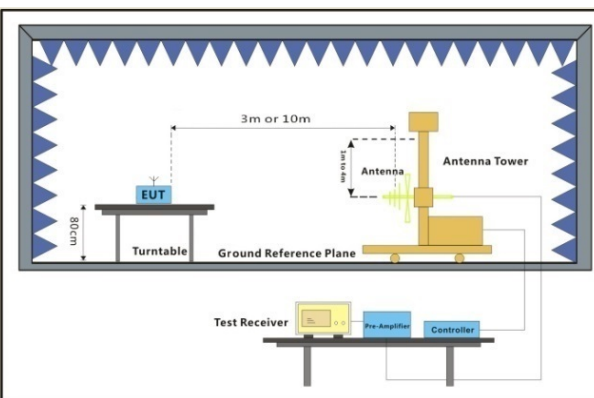 3m or 10m
1m to 4m
Antenna
Antenna Tower
EUT
80cm
Turntable
Ground Reference Plane
Test Receiver
Pre-Amplifier
Controller